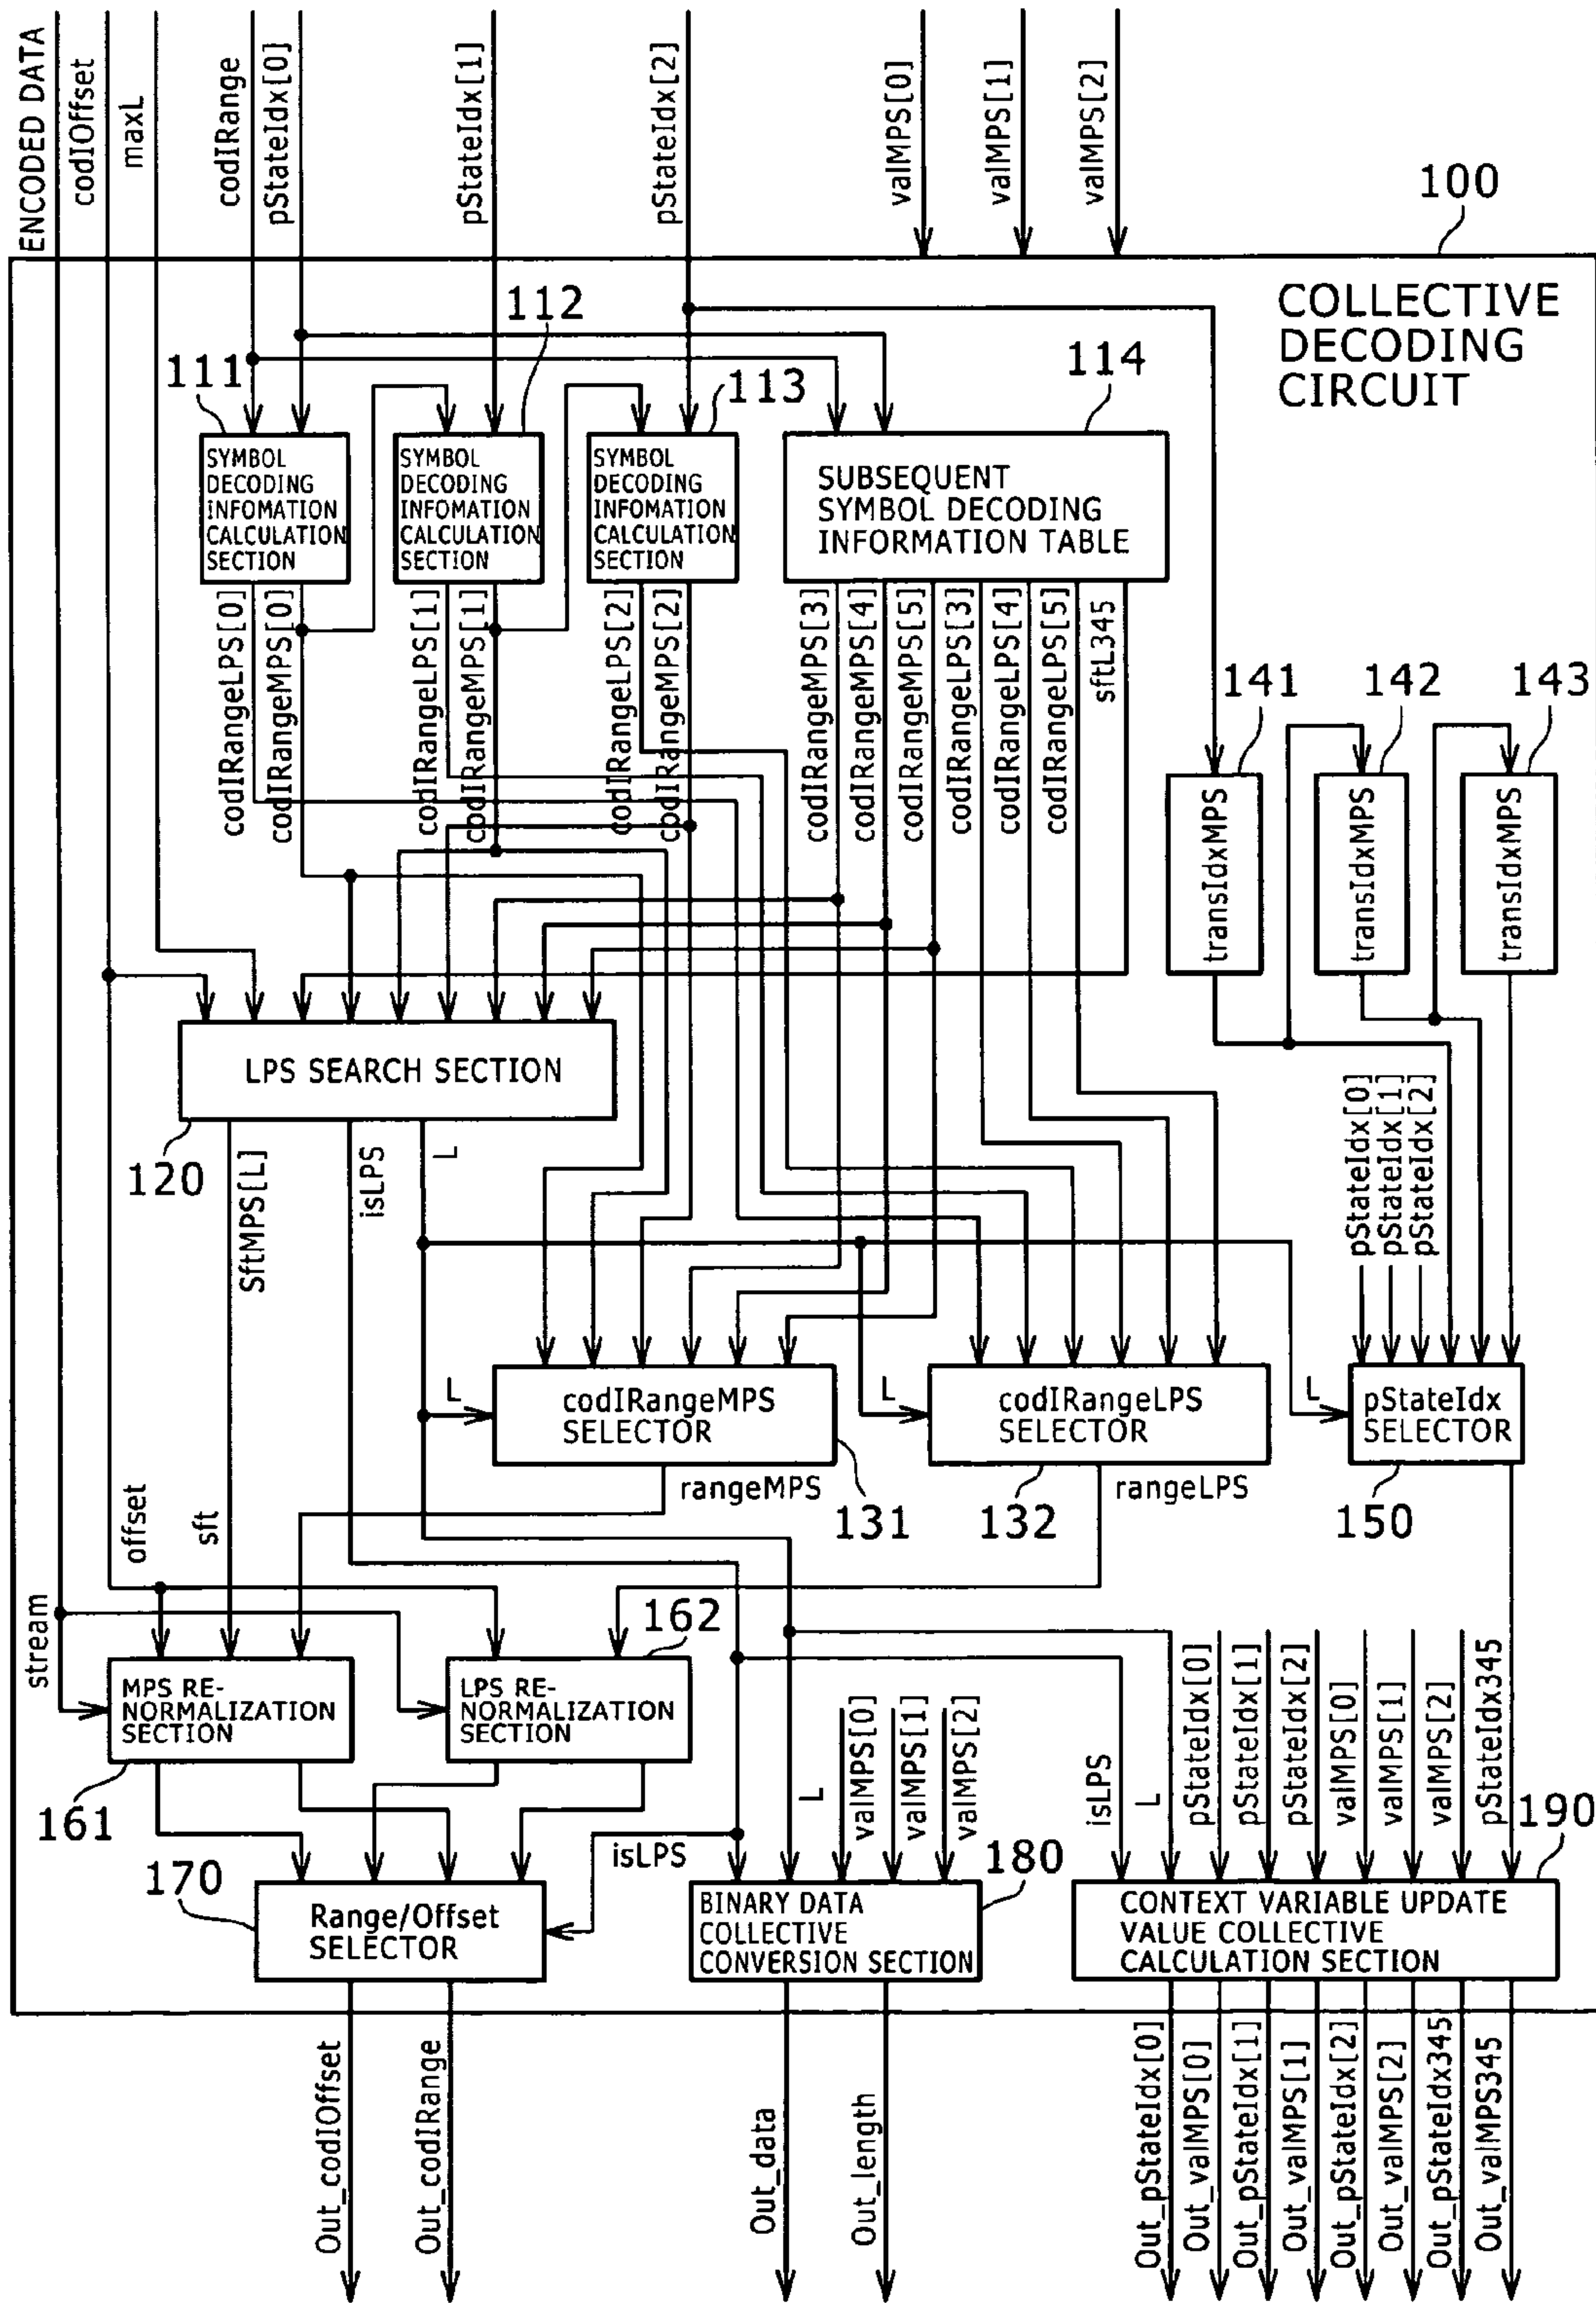 ENCODED DATA
codIOffset
maxL
codIRange
pStateIdx[0]
pStateIdx[1]
pStateIdx[2]
valMPS[0]
valMPS[1]
valMPS[2]
100
COLLECTIVE
DECODING
CIRCUIT
111
112
113
114
SYMBOL
DECODING
INFOMATION
CALCULATION
SECTION
SYMBOL
DECODING
INFOMATION
CALCULATION
SECTION
SYMBOL
DECODING
INFOMATION
CALCULATION
SECTION
SUBSEQUENT
SYMBOL DECODING
INFORMATION TABLE
codIRangeLPS[0]
codIRangeMPS[0]
codIRangeLPS[1]
codIRangeMPS[1]
codIRangeLPS[2]
codIRangeMPS[2]
codIRangeMPS[3]
codIRangeMPS[4]
codIRangeMPS[5]
codIRangeLPS[3]
codIRangeLPS[4]
codIRangeLPS[5]
sftL345
141
142
143
transIdxMPS
transIdxMPS
transIdxMPS
LPS SEARCH SECTION
120
SftMPS[L]
isLPS
L
pStateIdx[0]
pStateIdx[1]
pStateIdx[2]
L
codIRangeMPS
SELECTOR
L
codIRangeLPS
SELECTOR
L
pStateIdx
SELECTOR
rangeMPS
131
132
rangeLPS
150
offset
sft
stream
162
MPS RE-
NORMALIZATION
SECTION
LPS RE-
NORMALIZATION
SECTION
161
L
valMPS[0]
valMPS[1]
valMPS[2]
isLPS
L
pStateIdx[0]
pStateIdx[1]
pStateIdx[2]
valMPS[0]
valMPS[1]
valMPS[2]
pStateIdx345
170
isLPS
180
190
Range/Offset
SELECTOR
BINARY DATA
COLLECTIVE
CONVERSION SECTION
CONTEXT VARIABLE UPDATE
VALUE COLLECTIVE
CALCULATION SECTION
Out_codIOffset
Out_codIRange
Out_data
Out_length
Out_pStateIdx[0]
Out_valMPS[0]
Out_pStateIdx[1]
Out_valMPS[1]
Out_pStateIdx[2]
Out_valMPS[2]
Out_pStateIdx345
Out_valMPS345